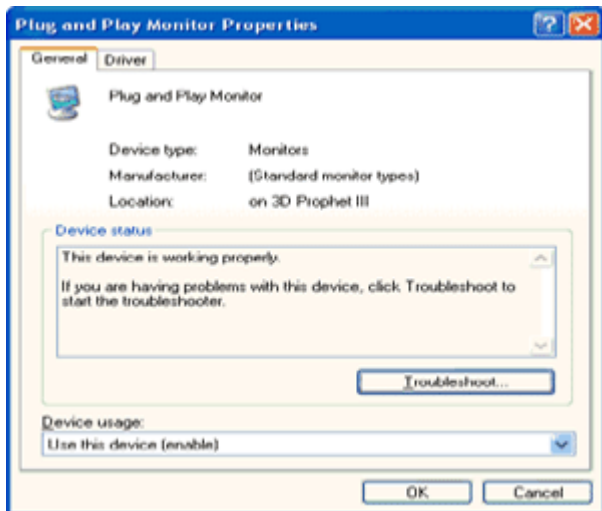 Plug and Play Monitor Properties
General Driver
Plug and Play Monitor
Device type: Monitors
Manufacturer: (Standard monitor types)
Location: on 3D Prophet III
Device status
This device is working properly.
If you are having problems with this device, click Troubleshoot to
start the troubleshooter.
Troubleshoot...
Device usage:
Use this device (enable)
OK Cancel